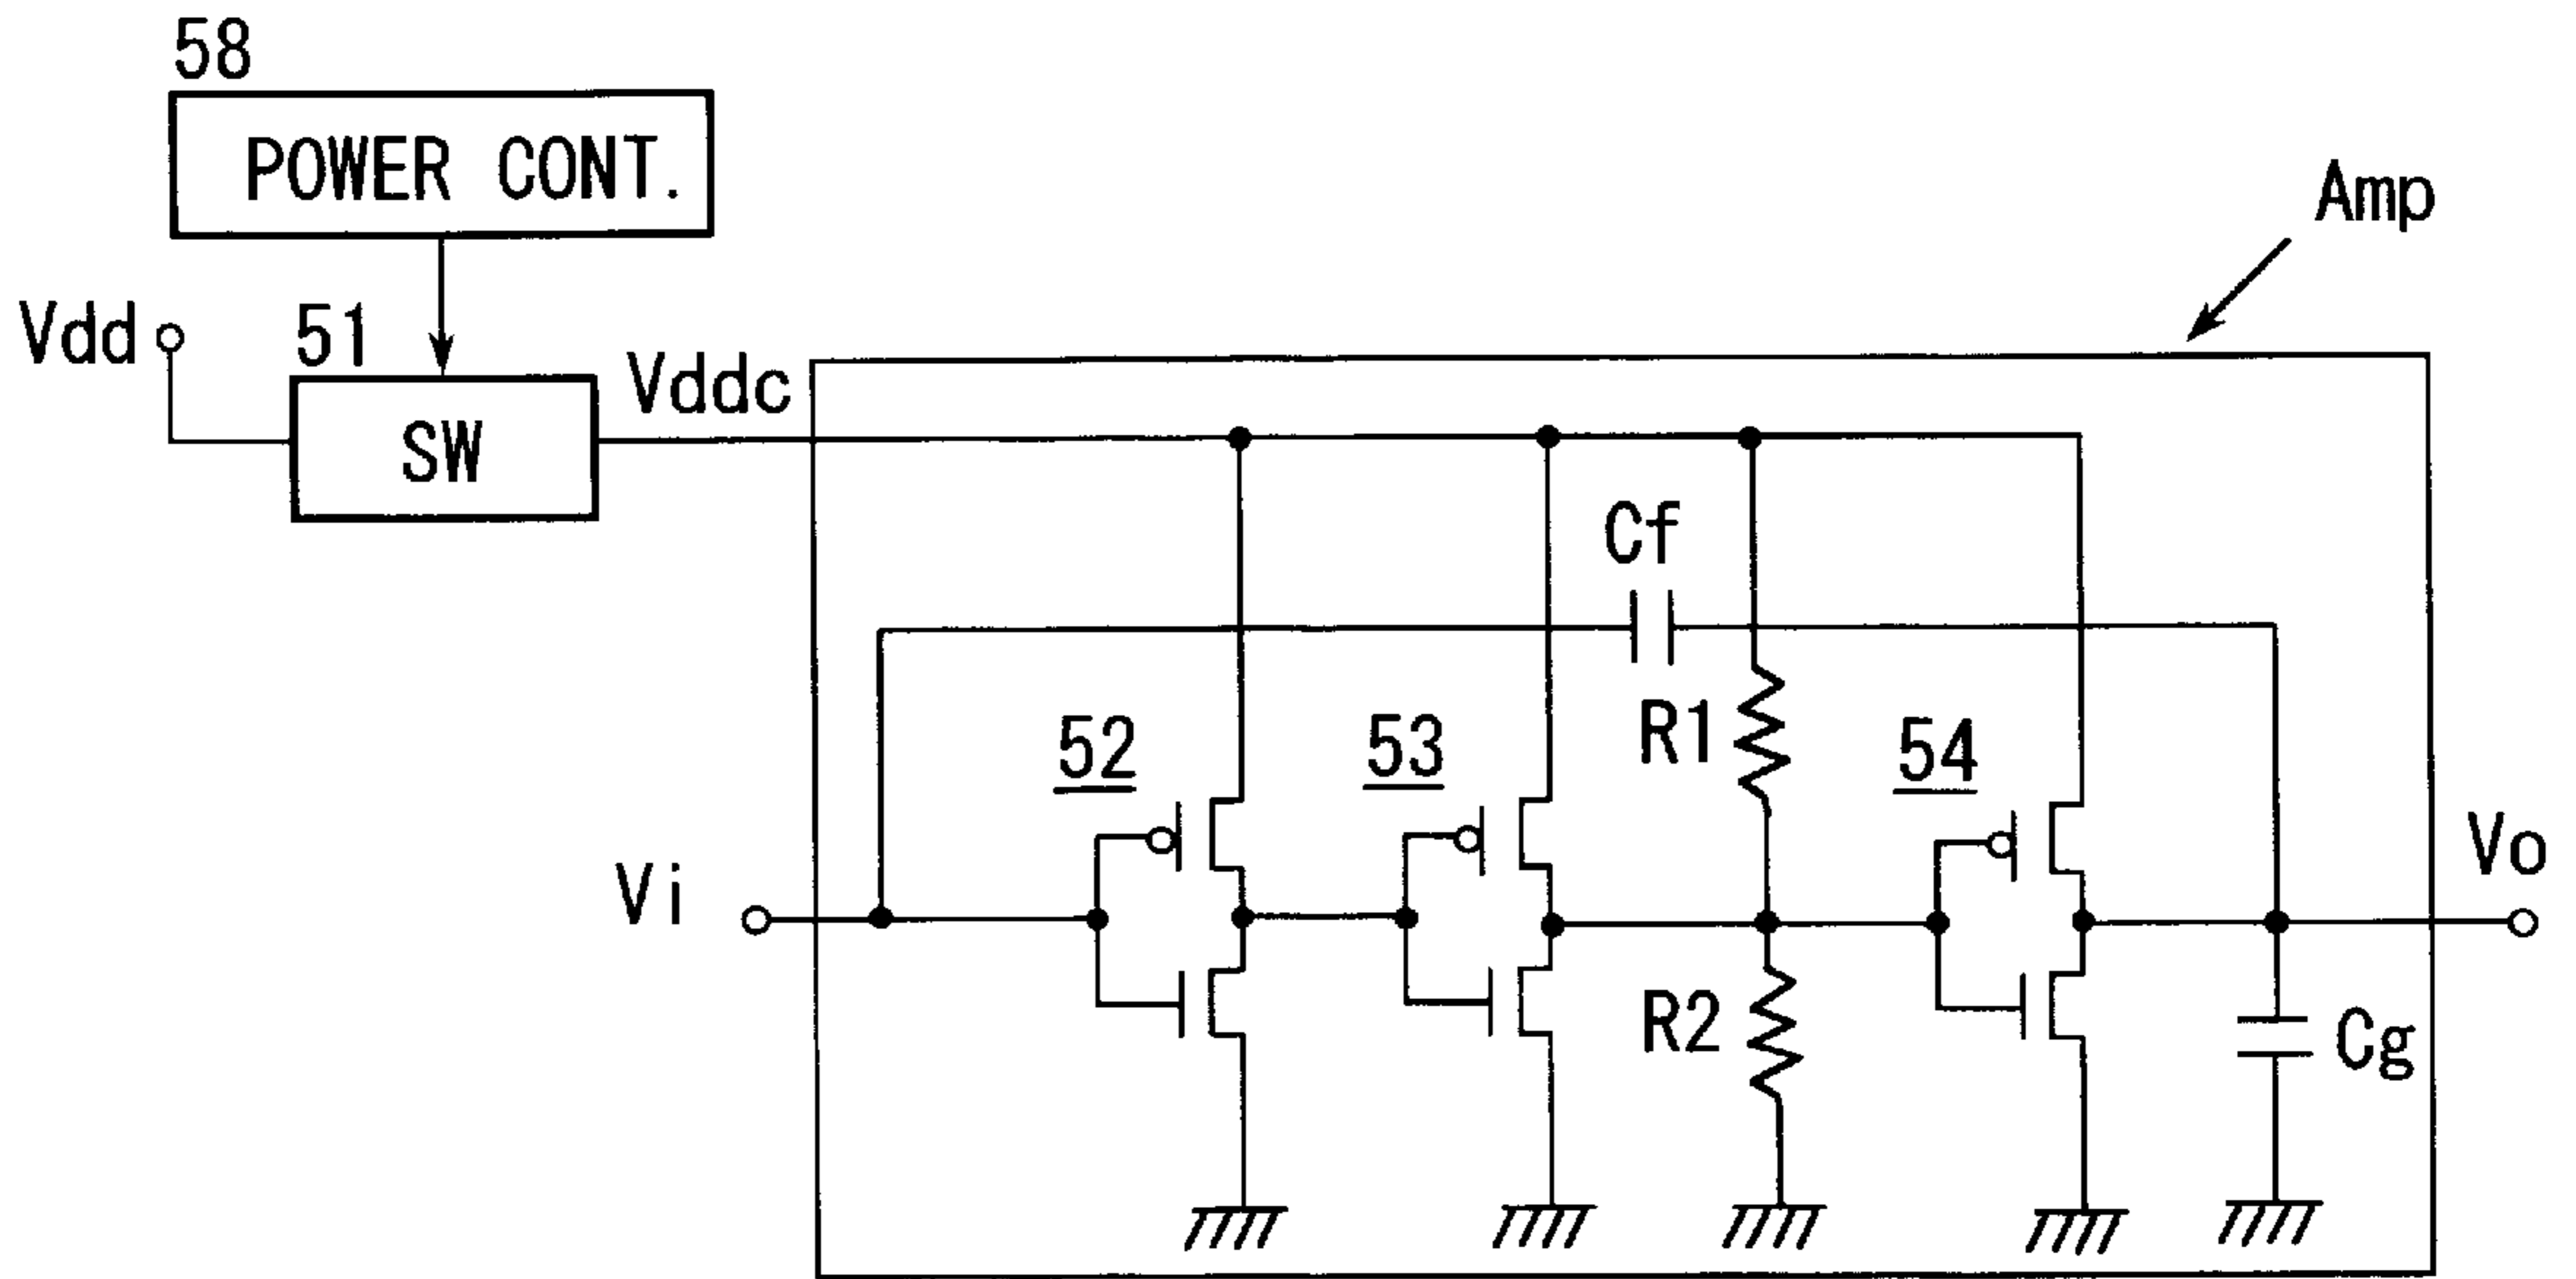 58
POWER CONT.
Amp
Vdd
51
Vddc
SW
Cf
52
53
R1
54
Vi
Vo
R2
Cg